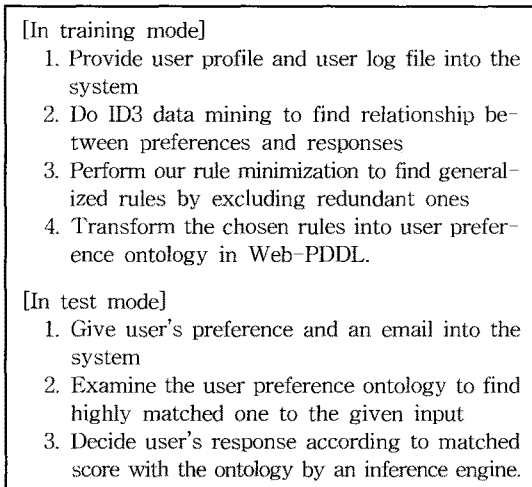 [In training mode]
1. Provide user profile and user log file into the
system
2. Do ID3 data mining to find relationship be-
tween preferences and responses
3. Perform our rule minimization to find general-
ized rules by excluding redundant ones
4. Transform the chosen rules into user prefer-
ence ontology in Web-PDDL.
[In test mode]
1. Give user's preference and an email into the
system
2. Examine the user preference ontology to find
highly matched one to the given input
3. Decide user's response according to matched
score with the ontology by an inference engine.